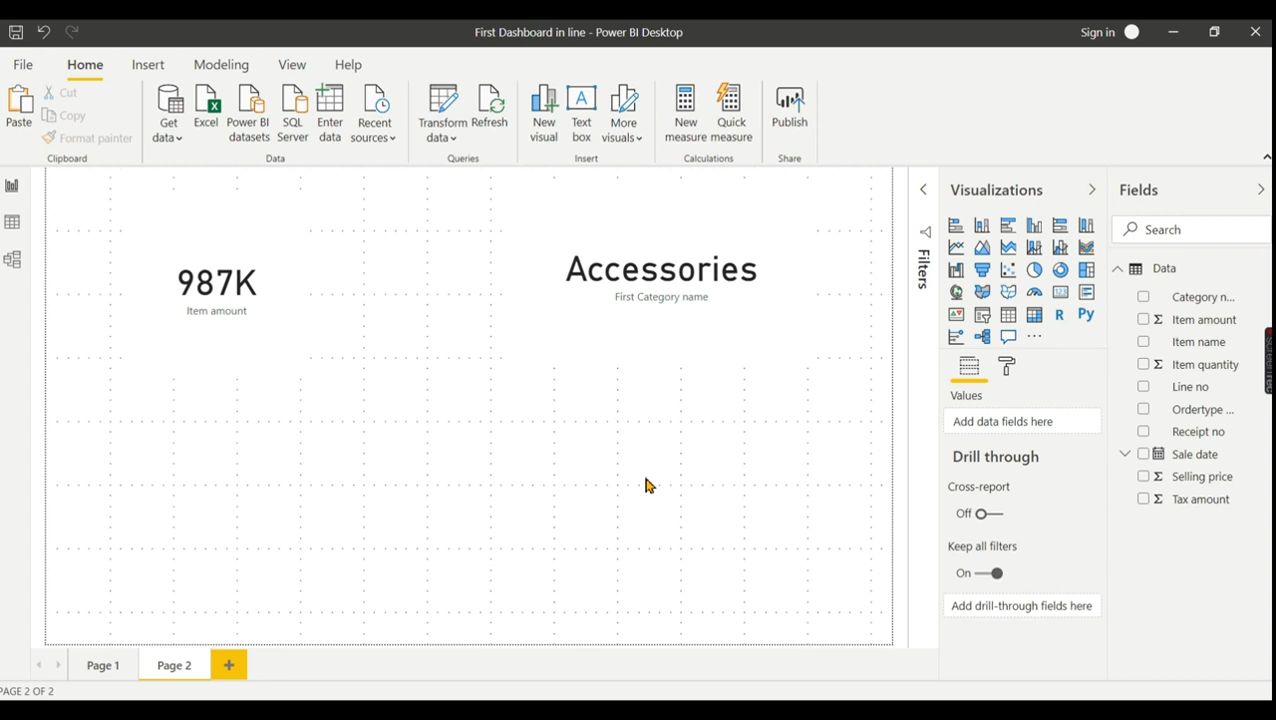 First Dashboard in line - Power BI Desktop
Sign in
File Home Insert Modeling View Help
Paste
Cut
Copy
Format painter
Clipboard
Get data
Excel
Power BI datasets
SQL Server
Enter data
Recent sources
Data
Transform data
Refresh
Queries
New visual
A
Text box
More visuals
Insert
New measure
Quick measure
Calculations
Publish
Share
987K
Item amount
Accessories
First Category name
Filters
Visualizations
R Py
Values
Add data fields here
Drill through
Cross-report
Off
Keep all filters
On
Add drill-through fields here
Fields
Search
Data
Category n...
Σ Item amount
Item name
Σ Item quantity
Line no
Ordertype ...
Receipt no
Sale date
Σ Selling price
Σ Tax amount
Page 1 Page 2 +
PAGE 2 OF 2